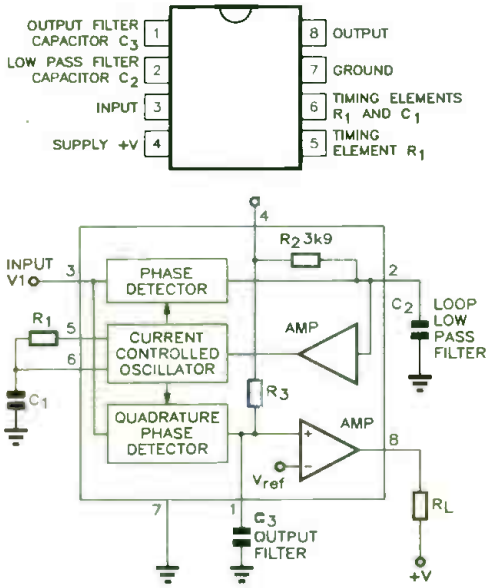 OUTPUT FILTER
CAPACITOR C3
1
8
OUTPUT
LOW PASS FILTER
CAPACITOR C2
2
7
GROUND
INPUT
3
6
TIMING ELEMENTS
R1 AND C1
SUPPLY +V
4
5
TIMING
ELEMENT R1
4
R2 3k9
INPUT
V1
3
PHASE
DETECTOR
2
C2
LOOP
LOW
PASS
FILTER
R1
5
6
CURRENT
CONTROLLED
OSCILLATOR
AMP
C1
R3
QUADRATURE
PHASE
DETECTOR
AMP
+
−
Vref
8
7
1
C3
OUTPUT
FILTER
RL
+V